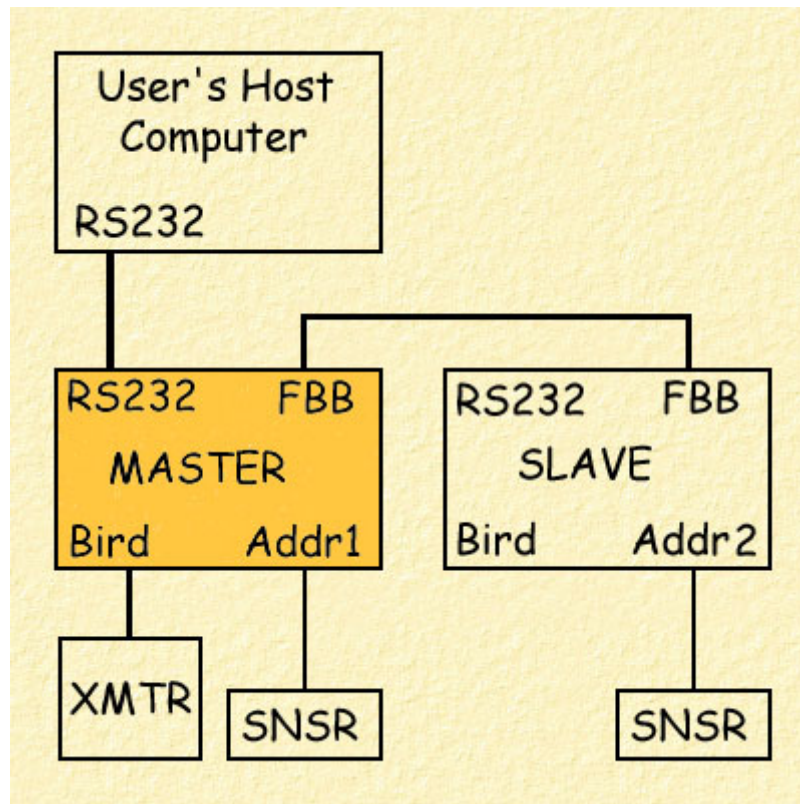 User's Host
Computer
RS232
RS232 FBB
MASTER
Bird Addr1
RS232 FBB
SLAVE
Bird Addr2
XMTR
SNSR
SNSR